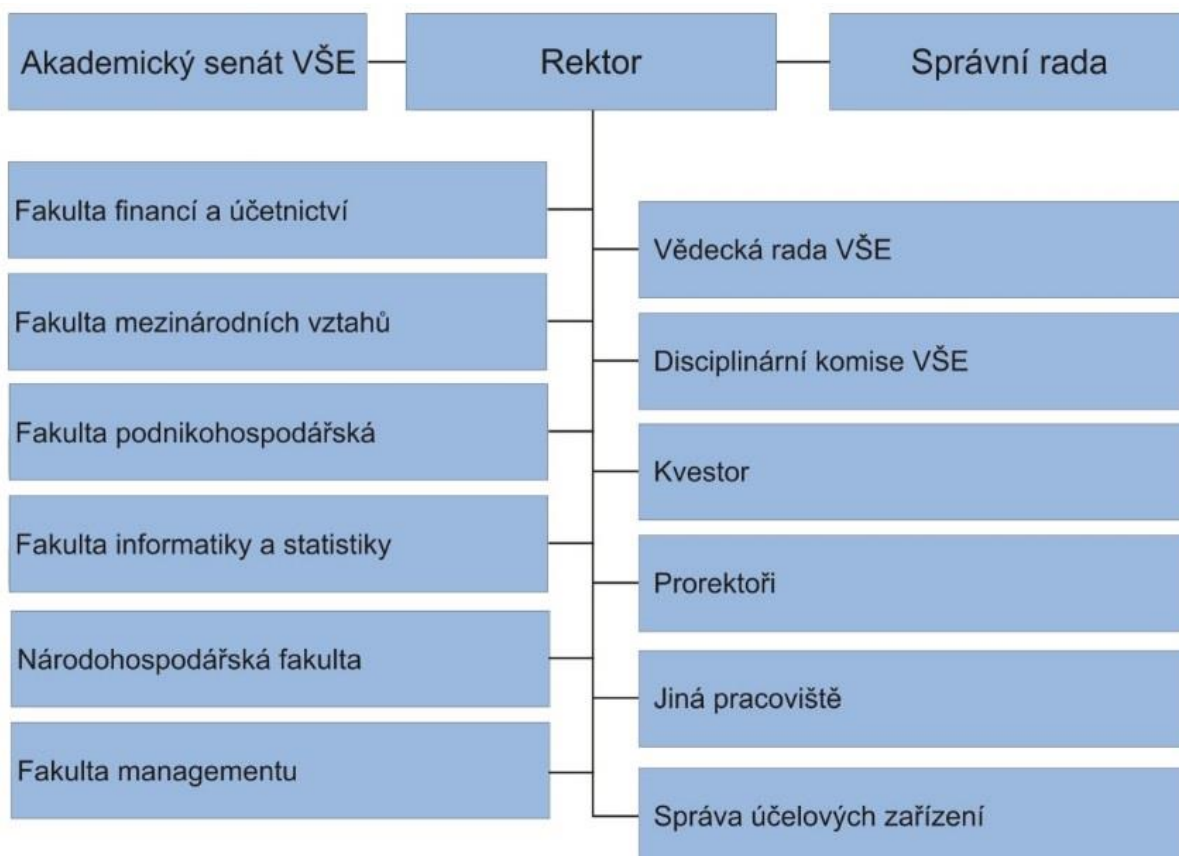 Akademický senát VŠE
Rektor
Správní rada
Fakulta financí a účetnictví
Fakulta mezinárodních vztahů
Fakulta podnikohospodářská
Fakulta informatiky a statistiky
Národohospodářská fakulta
Fakulta managementu
Vědecká rada VŠE
Disciplinární komise VŠE
Kvestor
Prorektoři
Jiná pracoviště
Správa účelových zařízení